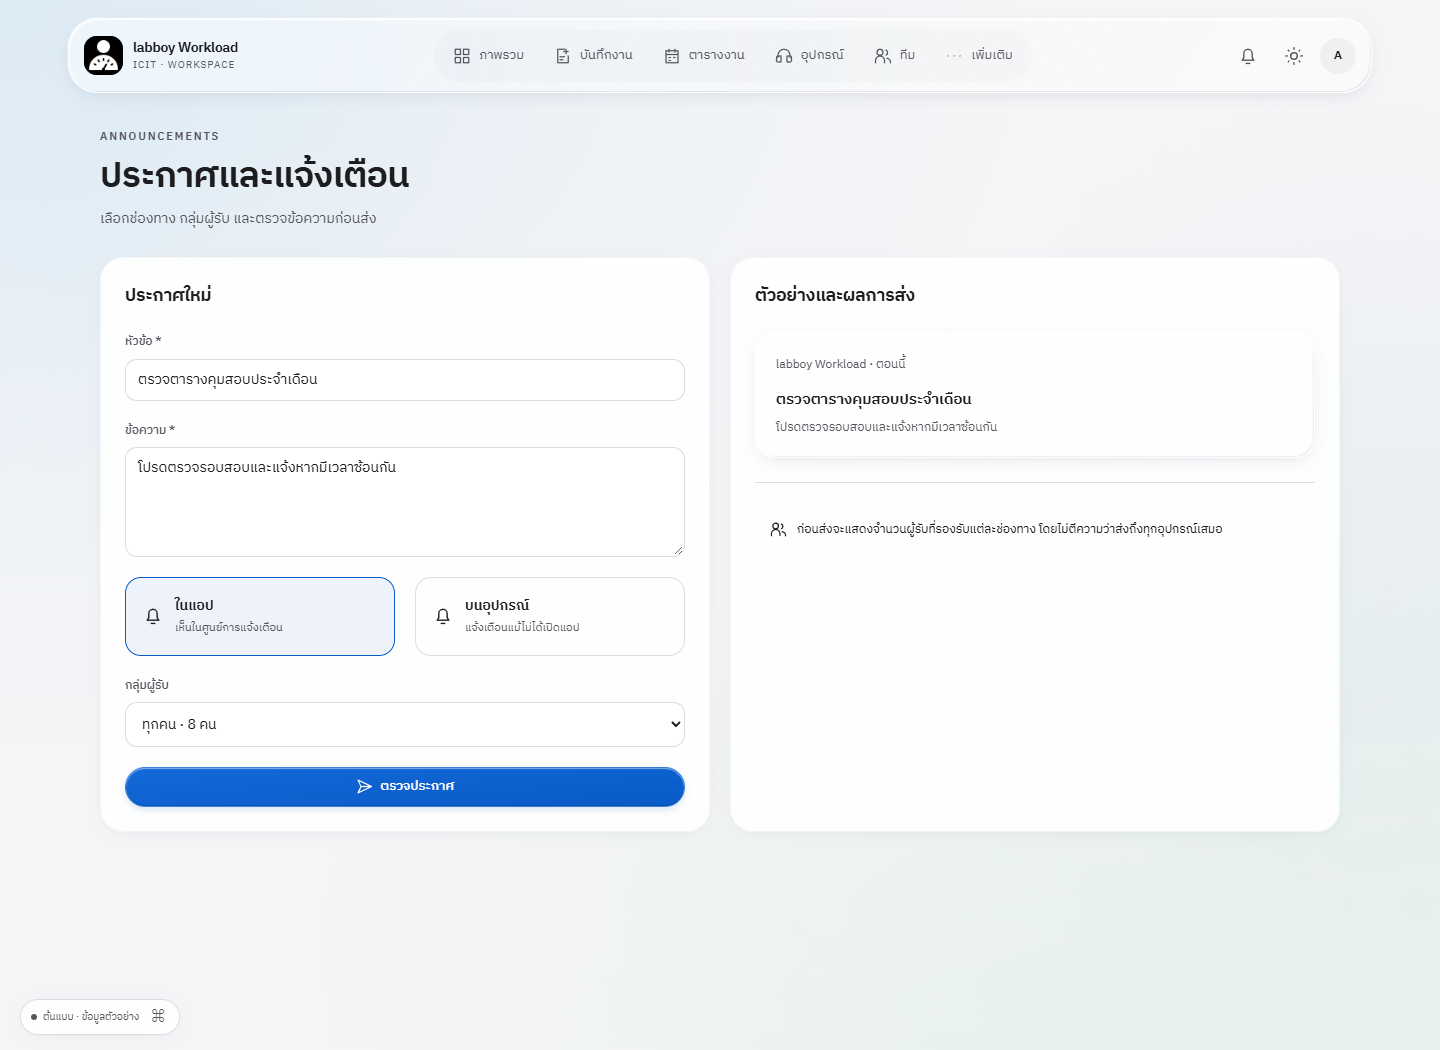 labboy Workload
ICIT · WORKSPACE
ภาพรวม
บันทึกงาน
ตารางงาน
อุปกรณ์
ทีม
··· เพิ่มเติม
A
ANNOUNCEMENTS
ประกาศและแจ้งเตือน
เลือกช่องทาง กลุ่มผู้รับ และตรวจข้อความก่อนส่ง
ประกาศใหม่
หัวข้อ *
ตรวจตารางคุมสอบประจำเดือน
ข้อความ *
โปรดตรวจรอบสอบและแจ้งหากมีเวลาซ้อนกัน
ในแอป
เห็นในศูนย์การแจ้งเตือน
บนอุปกรณ์
แจ้งเตือนแม้ไม่ได้เปิดแอป
กลุ่มผู้รับ
ทุกคน · 8 คน
ตรวจประกาศ
ตัวอย่างและผลการส่ง
labboy Workload · ตอนนี้
ตรวจตารางคุมสอบประจำเดือน
โปรดตรวจรอบสอบและแจ้งหากมีเวลาซ้อนกัน
ก่อนส่งจะแสดงจำนวนผู้รับที่รองรับแต่ละช่องทาง โดยไม่ตีความว่าส่งถึงทุกอุปกรณ์เสมอ
ต้นแบบ · ข้อมูลตัวอย่าง ⌘